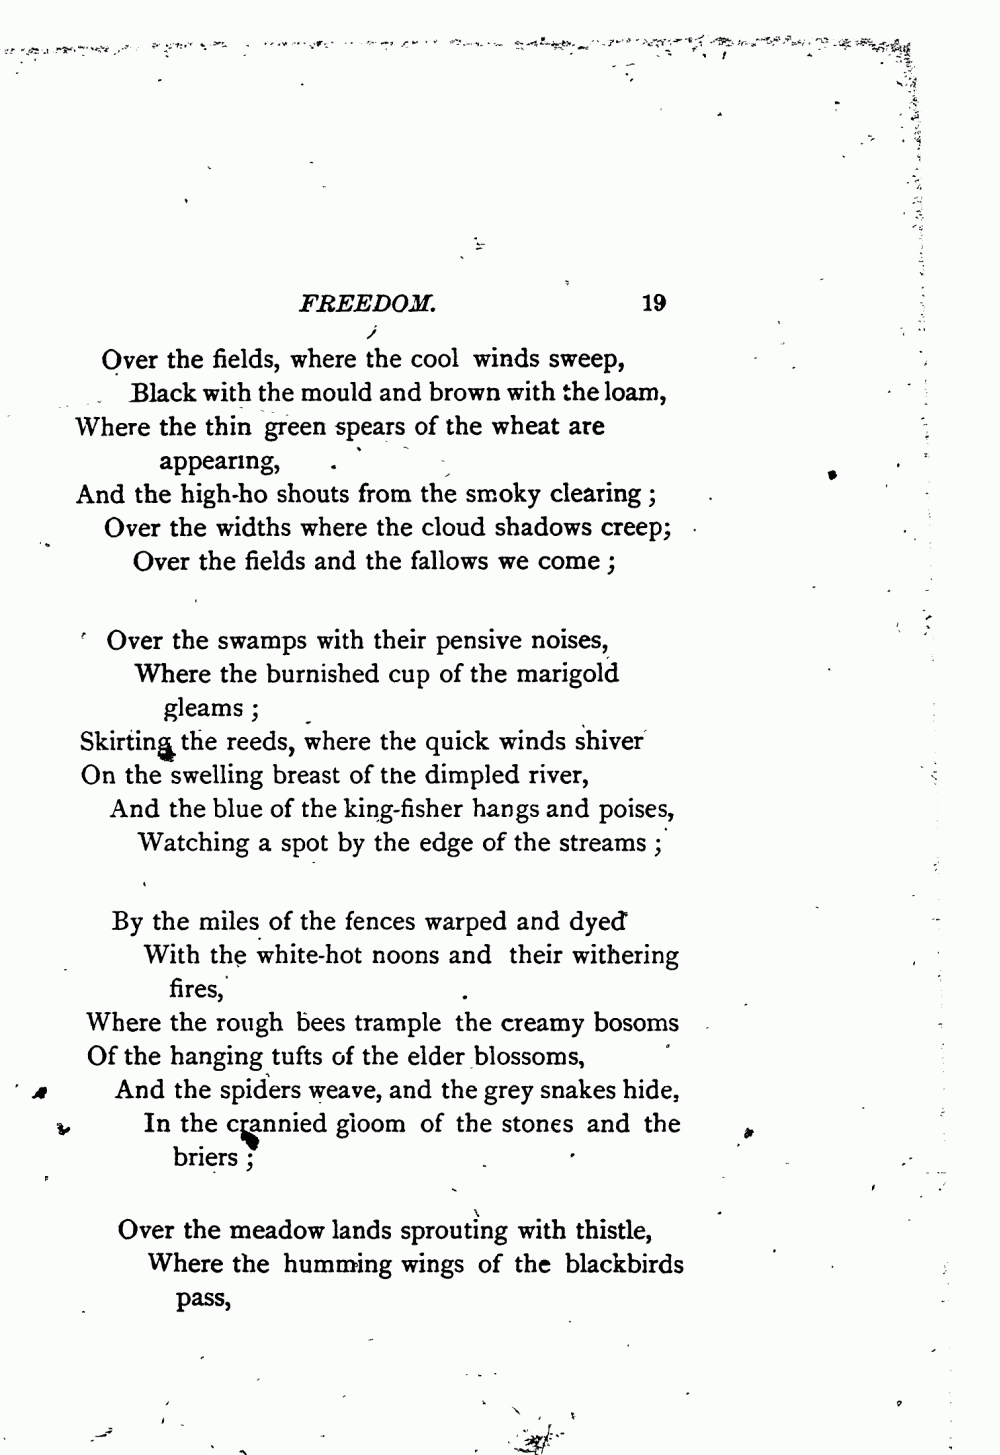 FREEDOM. 19
Over the fields, where the cool winds sweep,
Black with the mould and brown with the loam,
Where the thin green spears of the wheat are
appearing,
And the high-ho shouts from the smoky clearing ;
Over the widths where the cloud shadows creep;
Over the fields and the fallows we come ;
Over the swamps with their pensive noises,
Where the burnished cup of the marigold
gleams ;
Skirting the reeds, where the quick winds shiver
On the swelling breast of the dimpled river,
And the blue of the king-fisher hangs and poises,
Watching a spot by the edge of the streams ;
By the miles of the fences warped and dyed
With the white-hot noons and their withering
fires,
Where the rough bees trample the creamy bosoms
Of the hanging tufts of the elder blossoms,
And the spiders weave, and the grey snakes hide,
In the crannied gloom of the stones and the
briers ;
Over the meadow lands sprouting with thistle,
Where the humming wings of the blackbirds
pass,